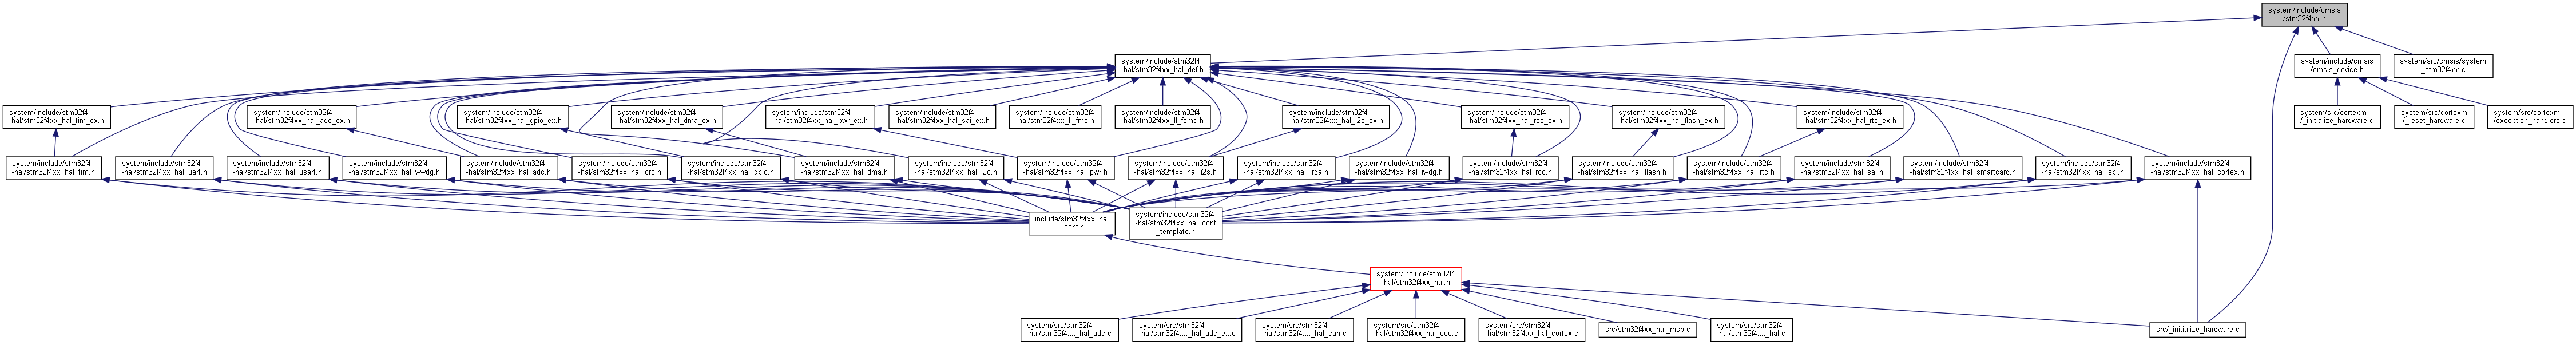 system/include/cmsis
/stm32f4xx.h
system/include/stm32f4
-hal/stm32f4xx_hal_def.h
system/include/cmsis
/cmsis_device.h
system/src/cmsis/system
_stm32f4xx.c
system/include/stm32f4
-hal/stm32f4xx_hal_tim_ex.h
system/include/stm32f4
-hal/stm32f4xx_hal_adc_ex.h
system/include/stm32f4
-hal/stm32f4xx_hal_gpio_ex.h
system/include/stm32f4
-hal/stm32f4xx_hal_dma_ex.h
system/include/stm32f4
-hal/stm32f4xx_hal_pwr_ex.h
system/include/stm32f4
-hal/stm32f4xx_hal_sai_ex.h
system/include/stm32f4
-hal/stm32f4xx_ll_fmc.h
system/include/stm32f4
-hal/stm32f4xx_ll_fsmc.h
system/include/stm32f4
-hal/stm32f4xx_hal_i2s_ex.h
system/include/stm32f4
-hal/stm32f4xx_hal_rcc_ex.h
system/include/stm32f4
-hal/stm32f4xx_hal_flash_ex.h
system/include/stm32f4
-hal/stm32f4xx_hal_rtc_ex.h
system/src/cortexm
/_initialize_hardware.c
system/src/cortexm
/_reset_hardware.c
system/src/cortexm
/exception_handlers.c
system/include/stm32f4
-hal/stm32f4xx_hal_tim.h
system/include/stm32f4
-hal/stm32f4xx_hal_uart.h
system/include/stm32f4
-hal/stm32f4xx_hal_usart.h
system/include/stm32f4
-hal/stm32f4xx_hal_wwdg.h
system/include/stm32f4
-hal/stm32f4xx_hal_adc.h
system/include/stm32f4
-hal/stm32f4xx_hal_crc.h
system/include/stm32f4
-hal/stm32f4xx_hal_gpio.h
system/include/stm32f4
-hal/stm32f4xx_hal_dma.h
system/include/stm32f4
-hal/stm32f4xx_hal_i2c.h
system/include/stm32f4
-hal/stm32f4xx_hal_pwr.h
system/include/stm32f4
-hal/stm32f4xx_hal_i2s.h
system/include/stm32f4
-hal/stm32f4xx_hal_irda.h
system/include/stm32f4
-hal/stm32f4xx_hal_iwdg.h
system/include/stm32f4
-hal/stm32f4xx_hal_rcc.h
system/include/stm32f4
-hal/stm32f4xx_hal_flash.h
system/include/stm32f4
-hal/stm32f4xx_hal_rtc.h
system/include/stm32f4
-hal/stm32f4xx_hal_sai.h
system/include/stm32f4
-hal/stm32f4xx_hal_smartcard.h
system/include/stm32f4
-hal/stm32f4xx_hal_spi.h
system/include/stm32f4
-hal/stm32f4xx_hal_cortex.h
include/stm32f4xx_hal
_conf.h
system/include/stm32f4
-hal/stm32f4xx_hal_conf
_template.h
system/include/stm32f4
-hal/stm32f4xx_hal.h
system/src/stm32f4
-hal/stm32f4xx_hal_adc.c
system/src/stm32f4
-hal/stm32f4xx_hal_adc_ex.c
system/src/stm32f4
-hal/stm32f4xx_hal_can.c
system/src/stm32f4
-hal/stm32f4xx_hal_cec.c
system/src/stm32f4
-hal/stm32f4xx_hal_cortex.c
src/stm32f4xx_hal_msp.c
system/src/stm32f4
-hal/stm32f4xx_hal.c
src/_initialize_hardware.c